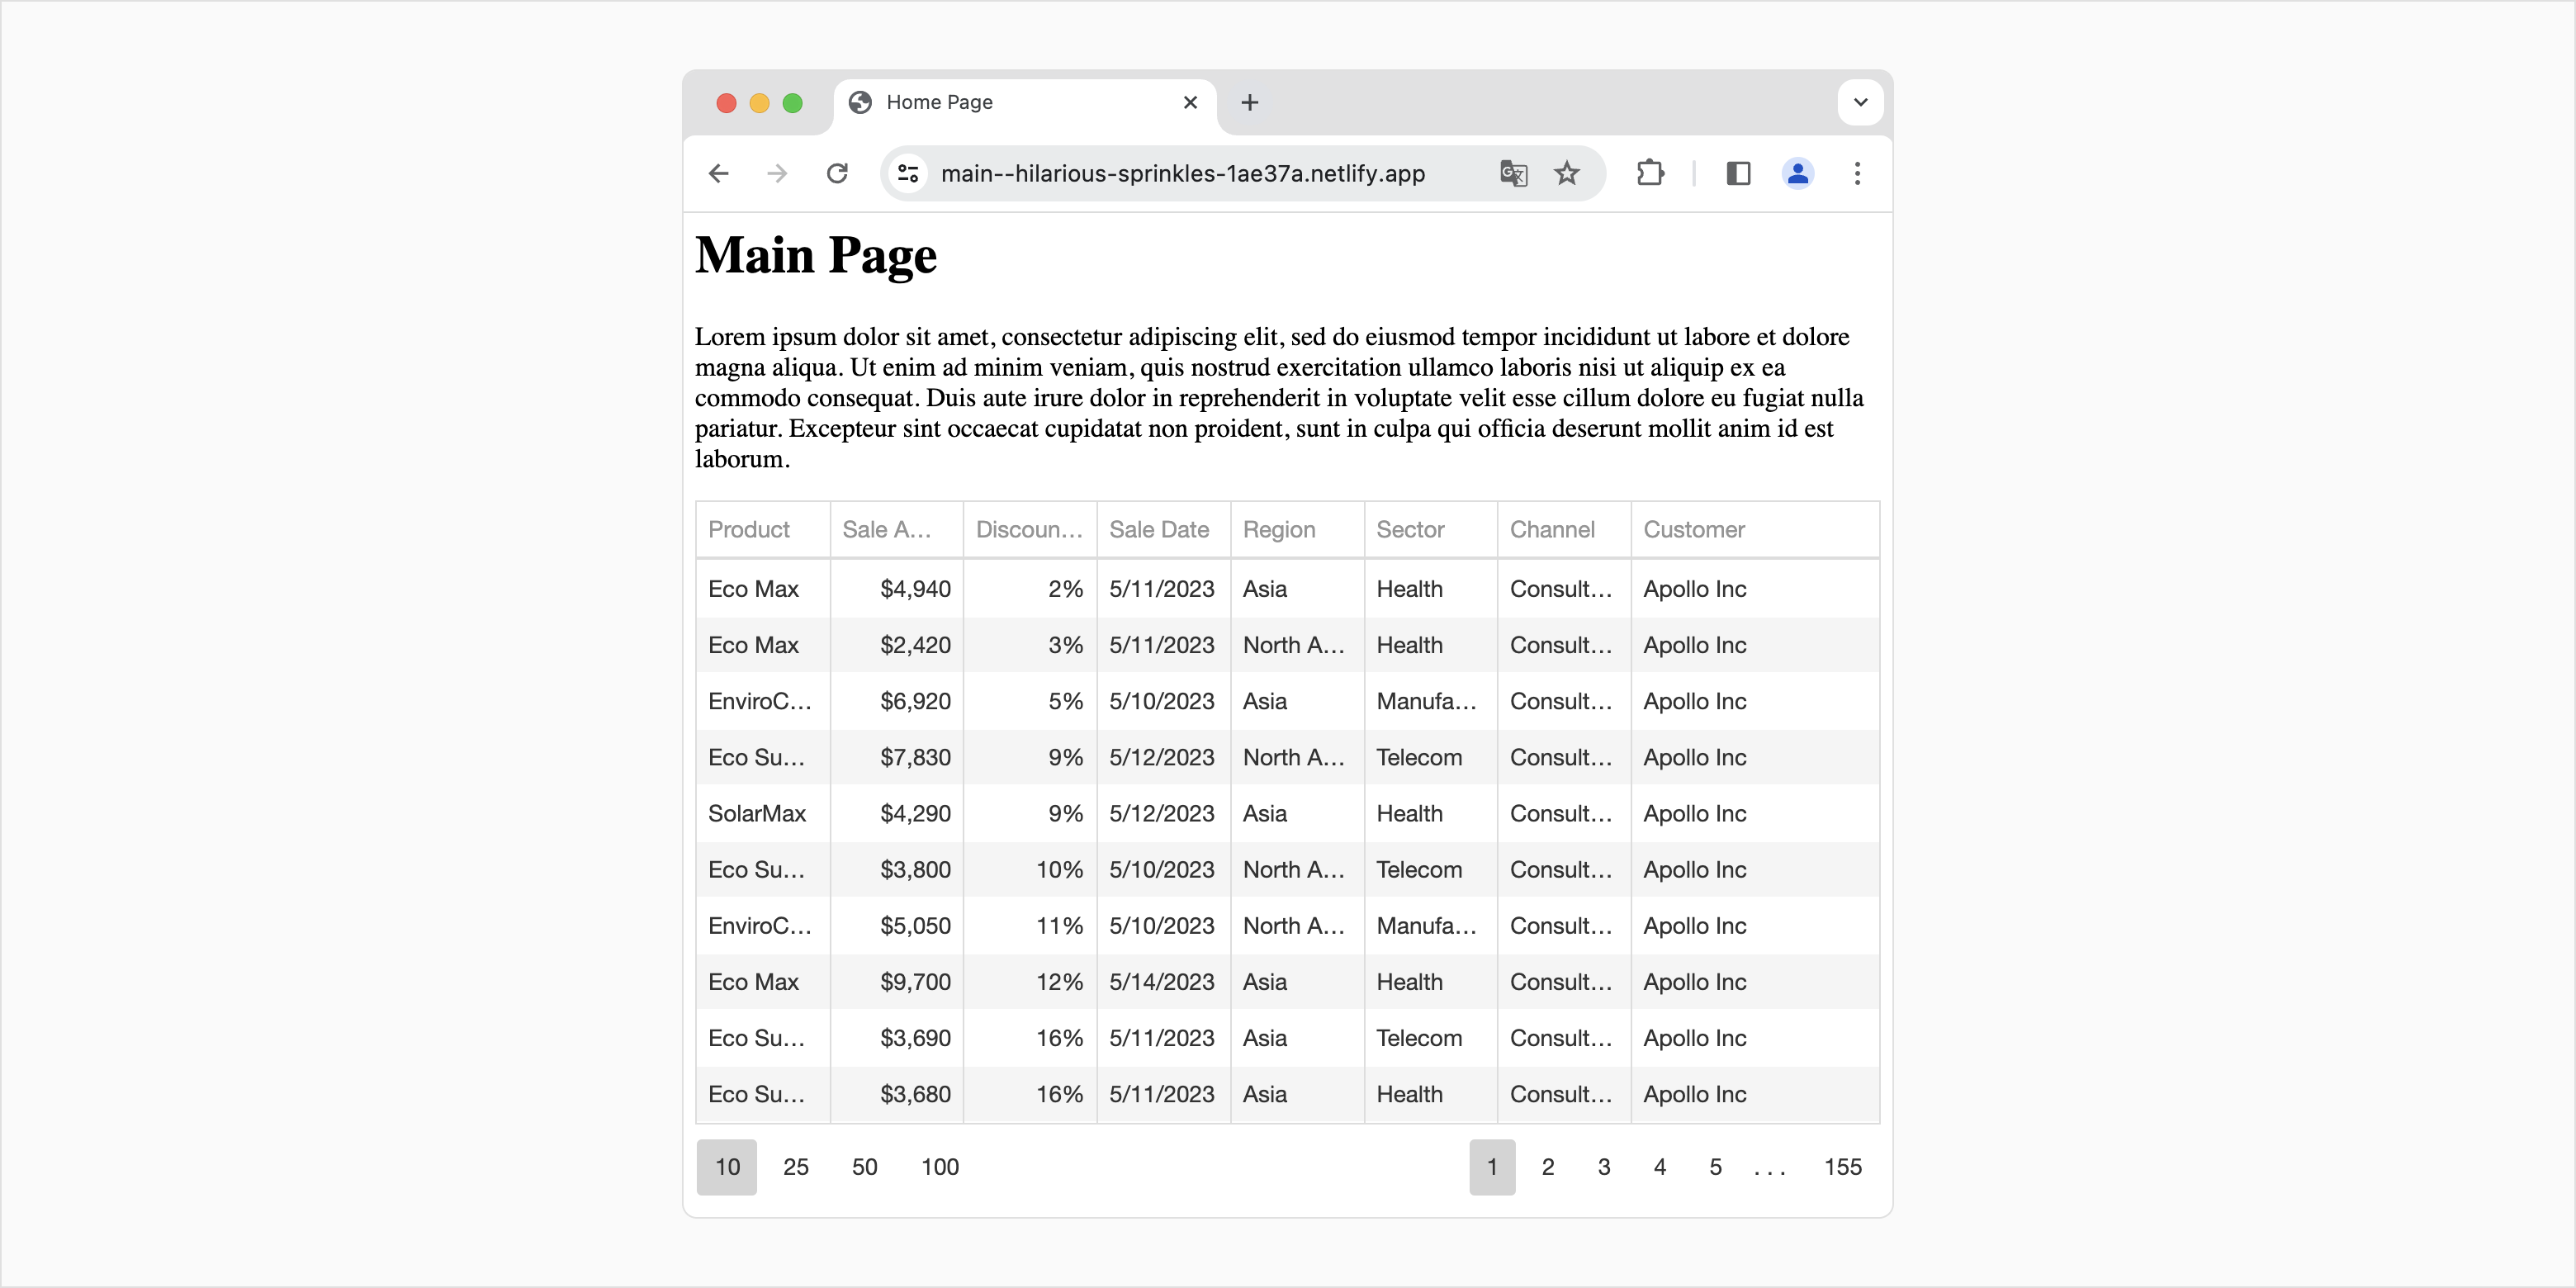 Home Page
main--hilarious-sprinkles-1ae37a.netlify.app
Main Page
Lorem ipsum dolor sit amet, consectetur adipiscing elit, sed do eiusmod tempor incididunt ut labore et dolore
magna aliqua. Ut enim ad minim veniam, quis nostrud exercitation ullamco laboris nisi ut aliquip ex ea
commodo consequat. Duis aute irure dolor in reprehenderit in voluptate velit esse cillum dolore eu fugiat nulla
pariatur. Excepteur sint occaecat cupidatat non proident, sunt in culpa qui officia deserunt mollit anim id est
laborum.
Product Sale A... Discoun... Sale Date Region Sector Channel Customer
Eco Max $4,940 2% 5/11/2023 Asia Health Consult... Apollo Inc
Eco Max $2,420 3% 5/11/2023 North A... Health Consult... Apollo Inc
EnviroC... $6,920 5% 5/10/2023 Asia Manufa... Consult... Apollo Inc
Eco Su... $7,830 9% 5/12/2023 North A... Telecom Consult... Apollo Inc
SolarMax $4,290 9% 5/12/2023 Asia Health Consult... Apollo Inc
Eco Su... $3,800 10% 5/10/2023 North A... Telecom Consult... Apollo Inc
EnviroC... $5,050 11% 5/10/2023 North A... Manufa... Consult... Apollo Inc
Eco Max $9,700 12% 5/14/2023 Asia Health Consult... Apollo Inc
Eco Su... $3,690 16% 5/11/2023 Asia Telecom Consult... Apollo Inc
Eco Su... $3,680 16% 5/11/2023 Asia Health Consult... Apollo Inc
10 25 50 100 1 2 3 4 5 ... 155